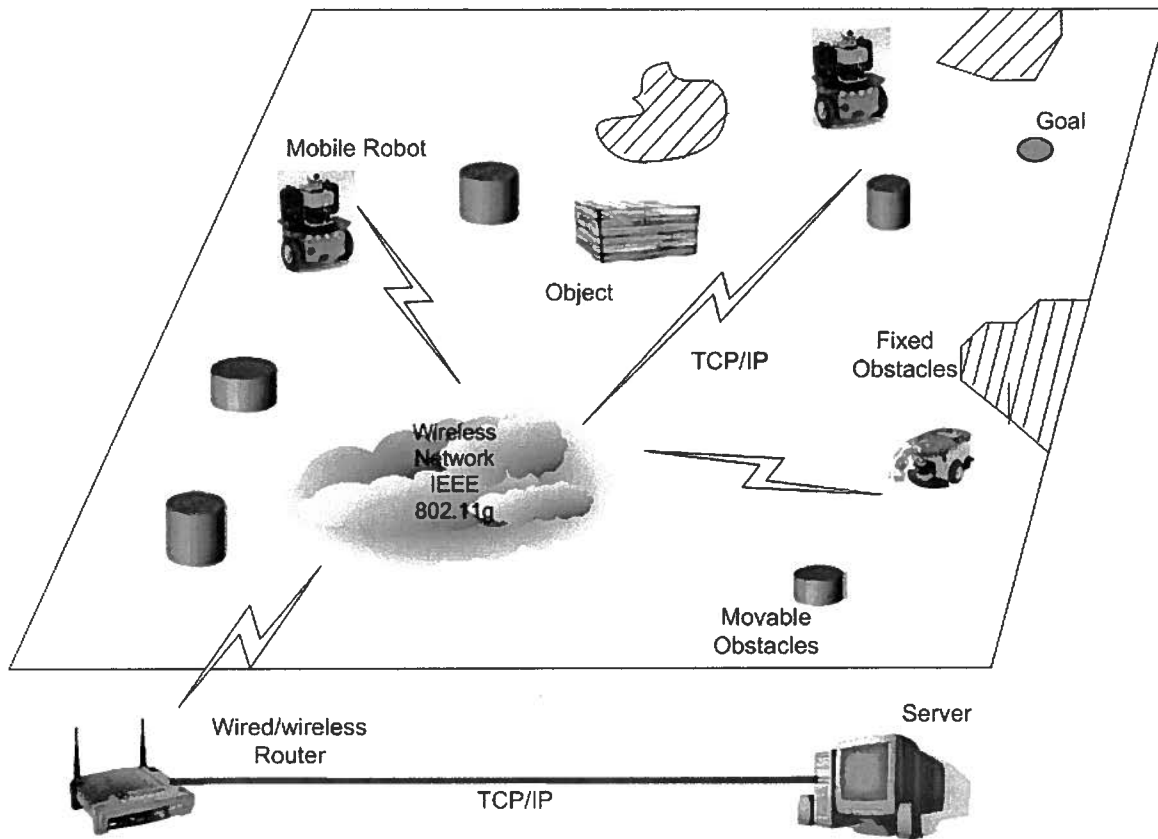 Goal
Mobile Robot
Object
TCP/IP
Fixed
Obstacles
Wireless
Network
IEEE
802.11g
Movable
Obstacles
Wired/wireless
Router
Server
TCP/IP